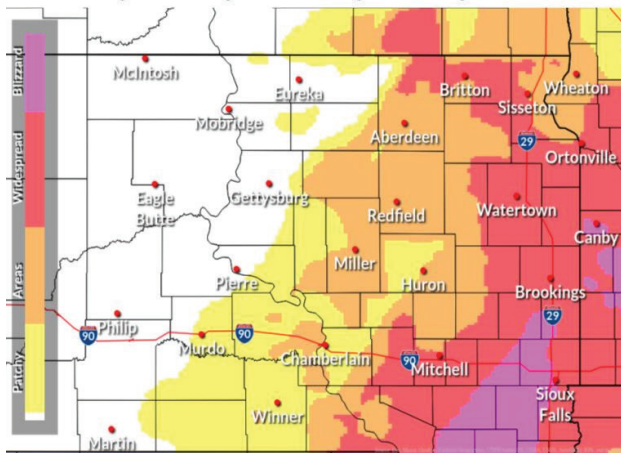 Blizzard
Widespread
Areas
Patchy
McIntosh
Eureka
Mobridge
Britton
Wheaton
Sisseton
Aberdeen
29
Ortonville
Eagle
Butte
Gettysburg
Redfield
Watertown
Canby
Miller
Pierre
Huron
Brookings
Philip
90
Murdo
90
Chamberlain
90
Mitchell
29
Sioux
Falls
Winner
Martin